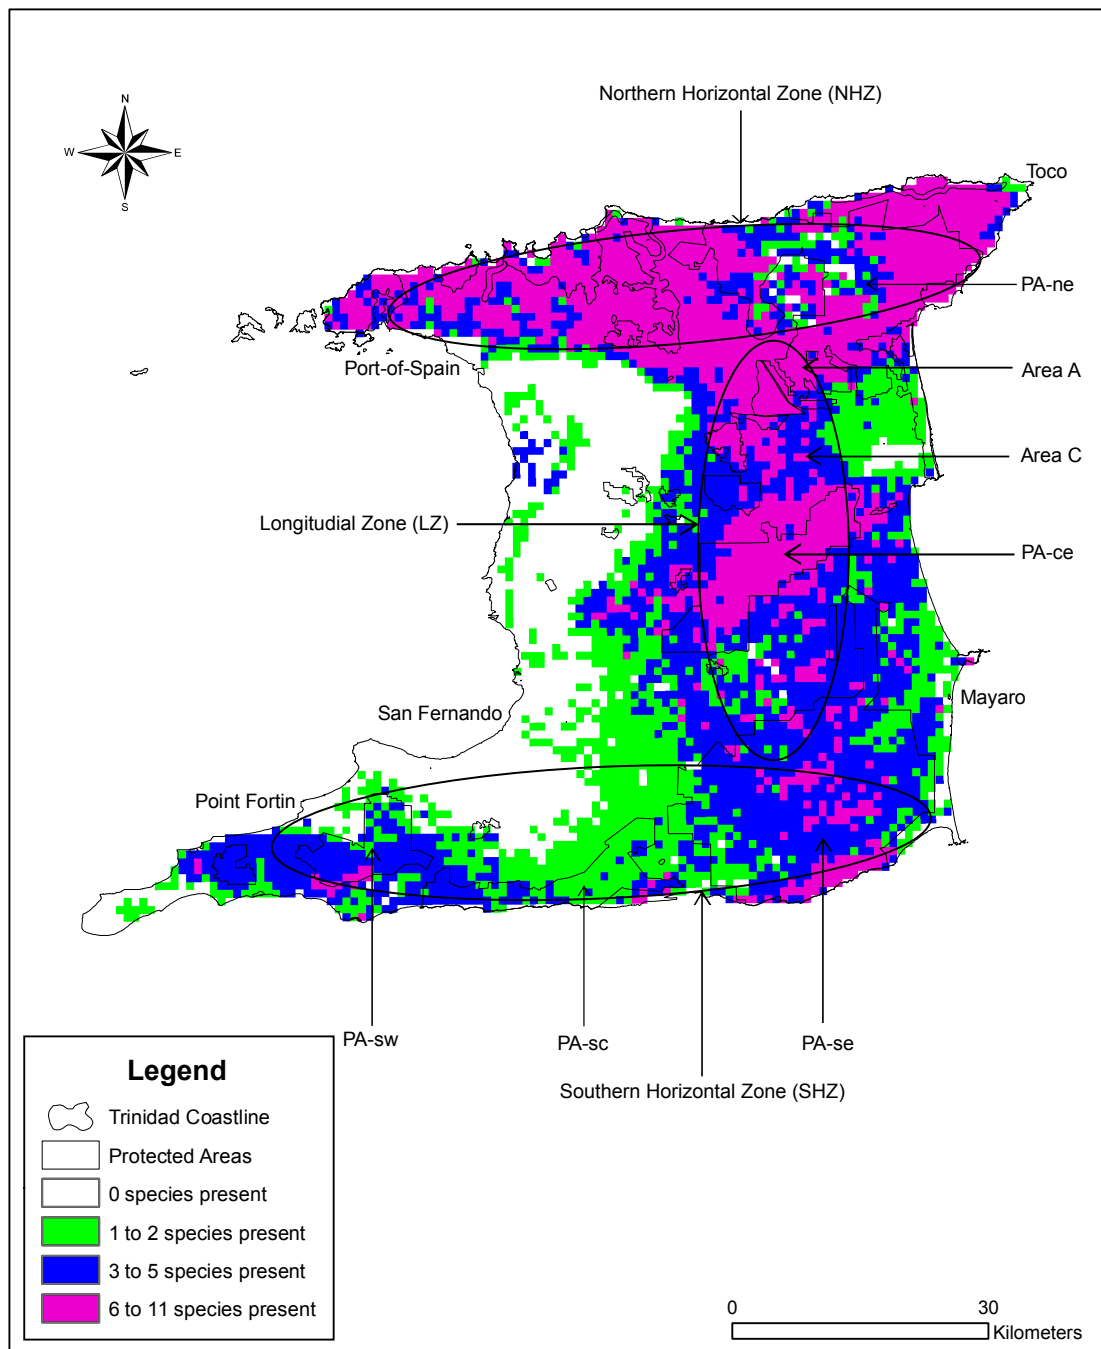 Northern Horizontal Zone (NHZ)
N
W
E
S
Toco
PA-ne
Port-of-Spain
Area A
Area C
Longitudial Zone (LZ)
PA-ce
San Fernando
Mayaro
Point Fortin
PA-sw
PA-sc
PA-se
Southern Horizontal Zone (SHZ)
Legend
Trinidad Coastline
Protected Areas
0 species present
1 to 2 species present
3 to 5 species present
6 to 11 species present
0
30
Kilometers